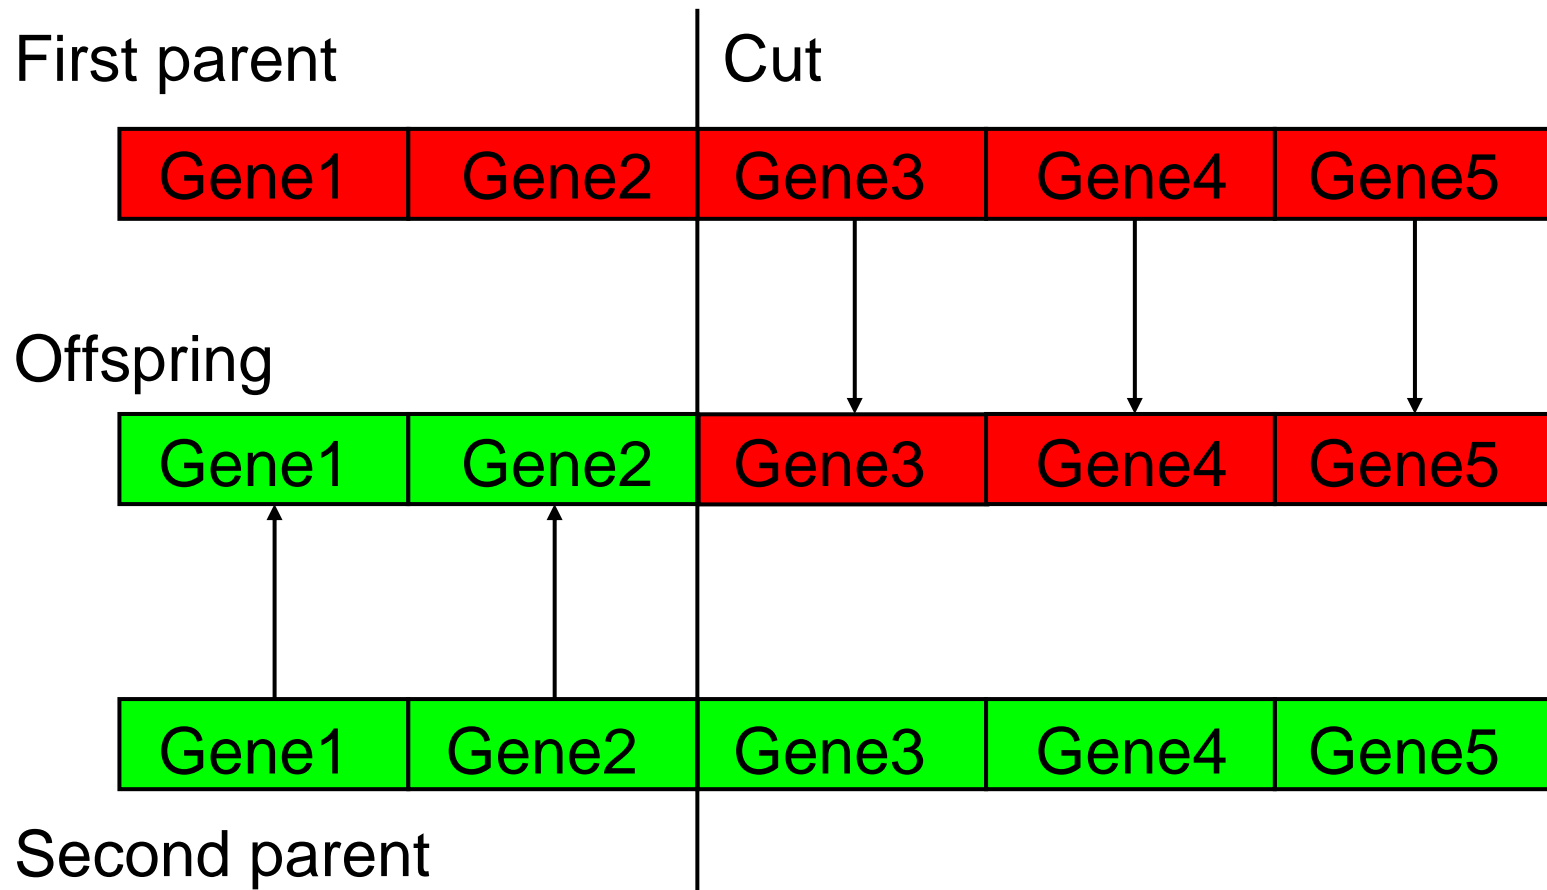 First parent Cut
Gene1 Gene2 Gene3 Gene4 Gene5
Offspring
Gene1 Gene2 Gene3 Gene4 Gene5
Gene1 Gene2 Gene3 Gene4 Gene5
Second parent